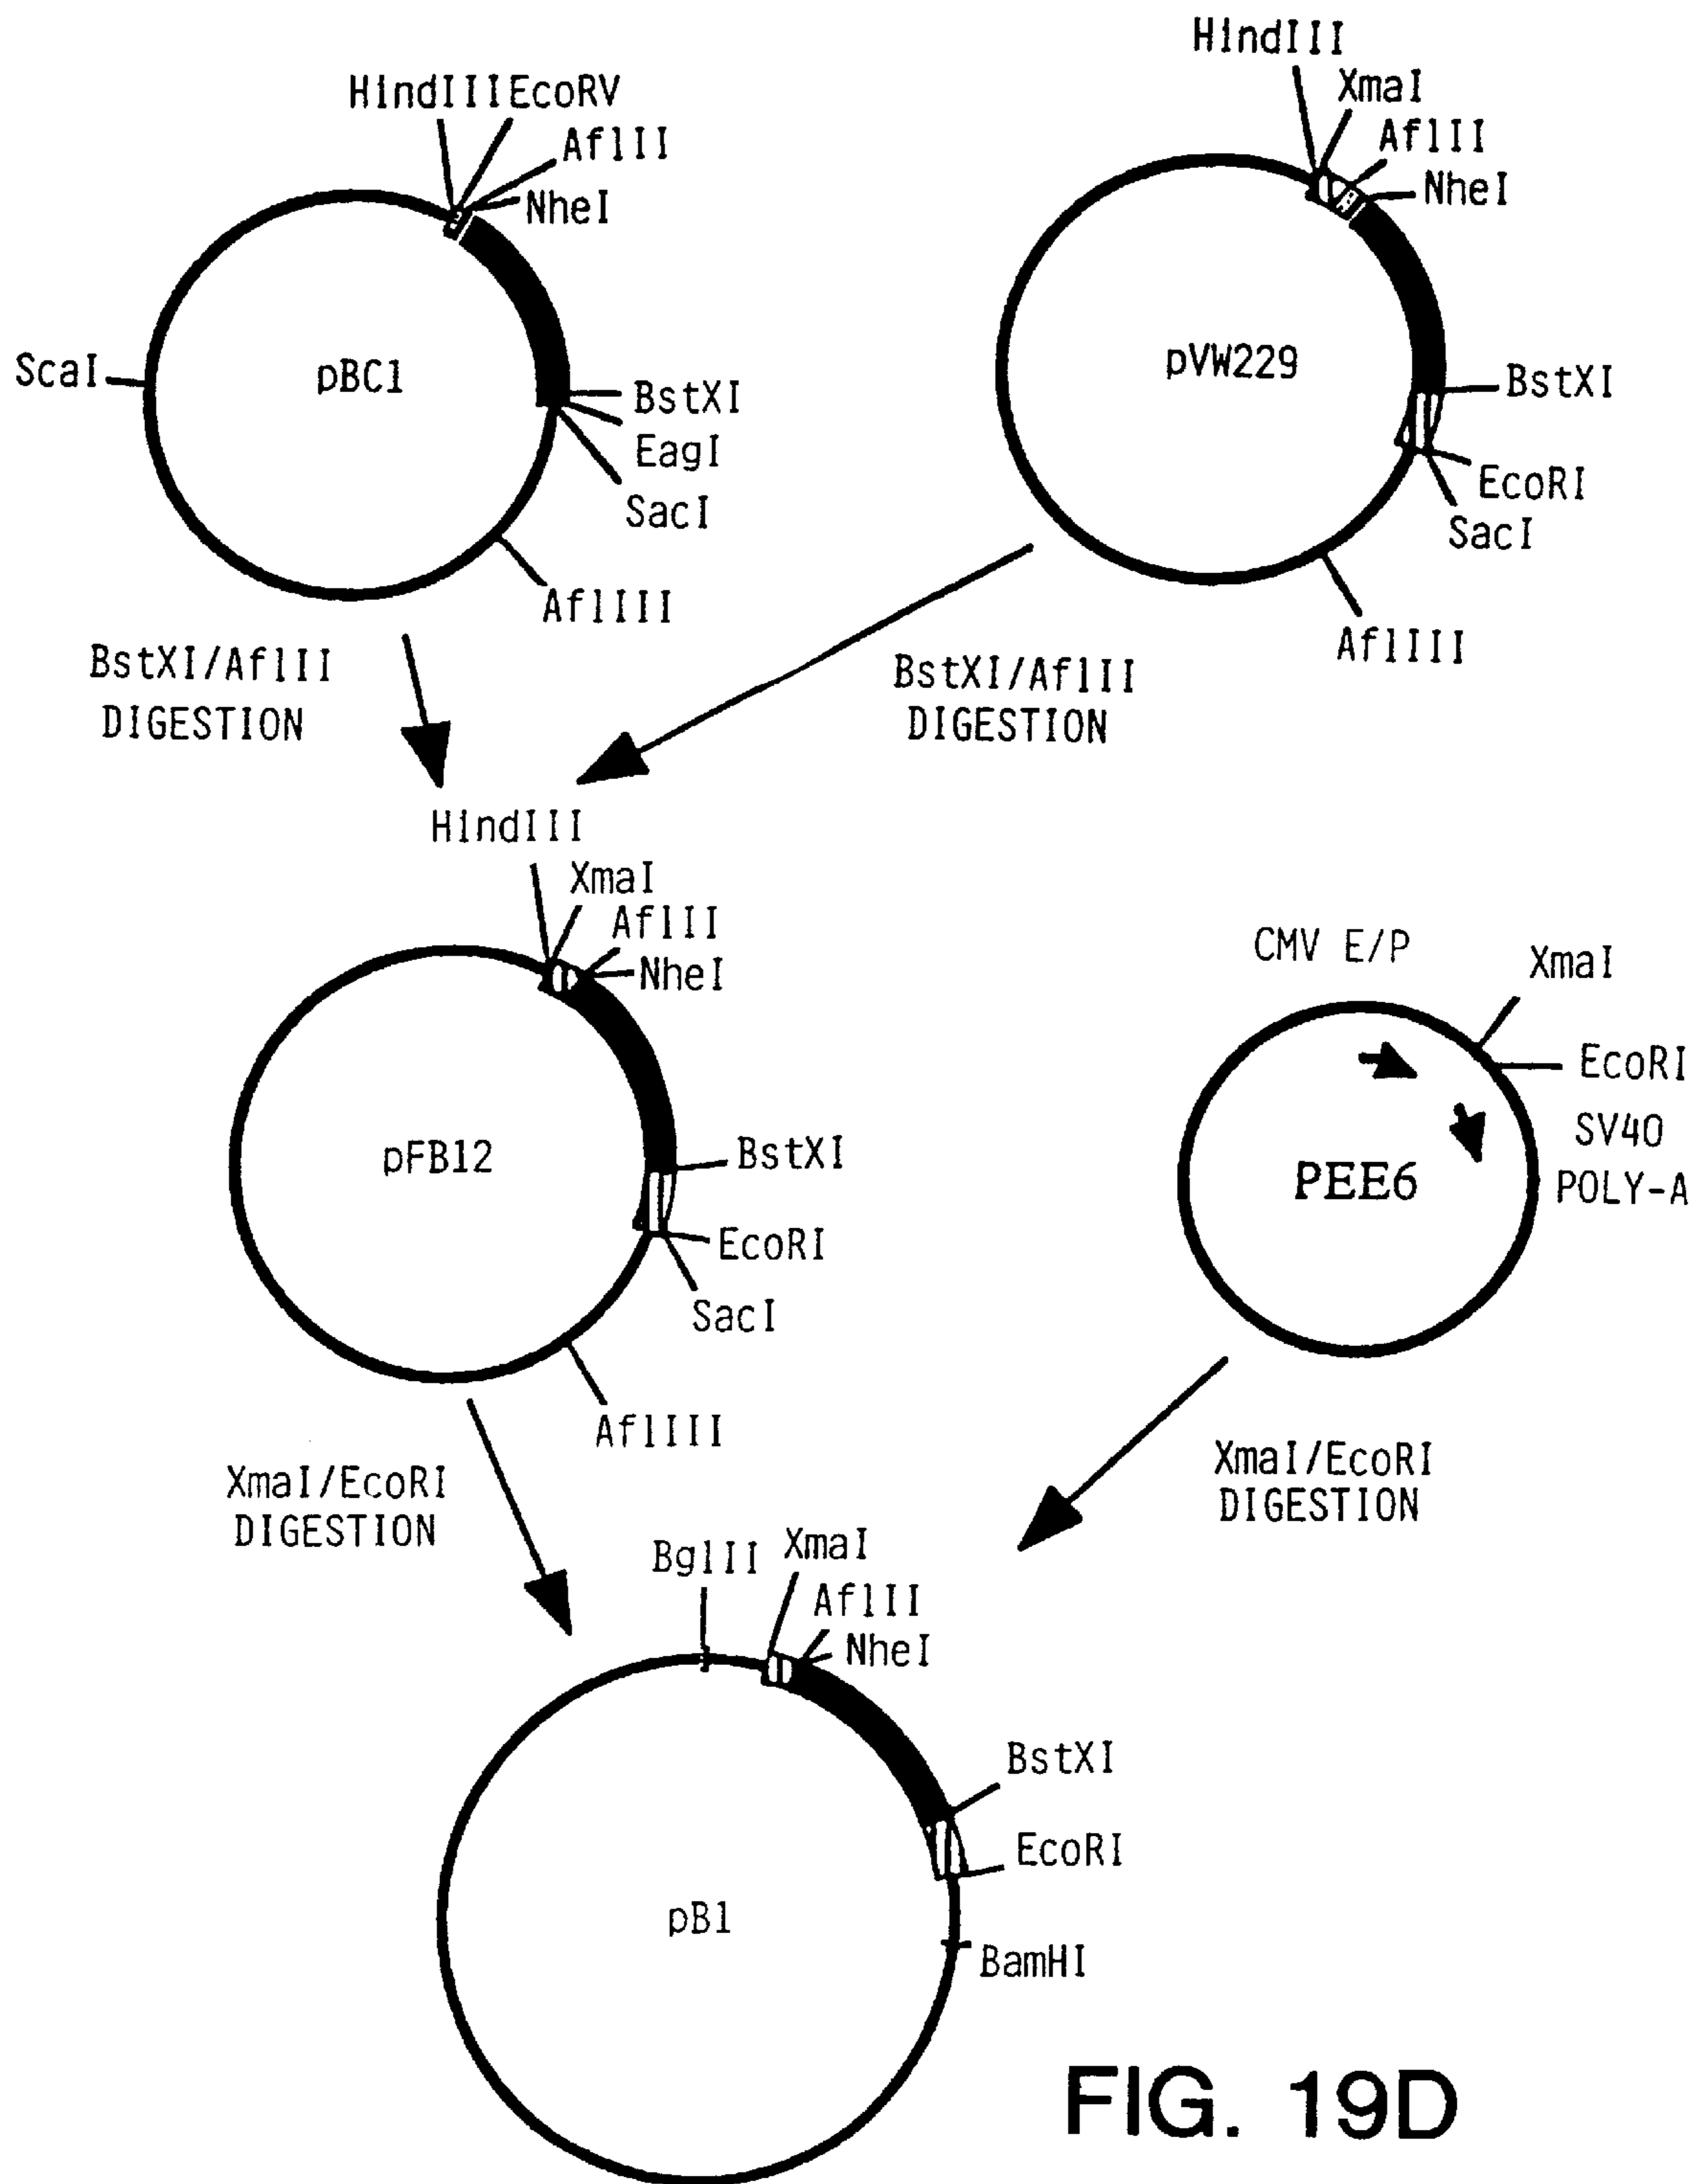 HindIII
XmaI
AflII
NheI
HindIIIEcoRV
AflII
NheI
ScaI
pBC1
BstXI
EagI
SacI
AflIII
pVW229
BstXI
EcoRI
SacI
AflIII
BstXI/AflII
DIGESTION
BstXI/AflII
DIGESTION
HindIII
XmaI
AflII
NheI
pFB12
BstXI
EcoRI
SacI
AflIII
CMV E/P
XmaI
EcoRI
SV40
POLY-A
PEE6
XmaI/EcoRI
DIGESTION
XmaI/EcoRI
DIGESTION
BglII
XmaI
AflII
NheI
BstXI
EcoRI
pB1
BamHI
FIG. 19D